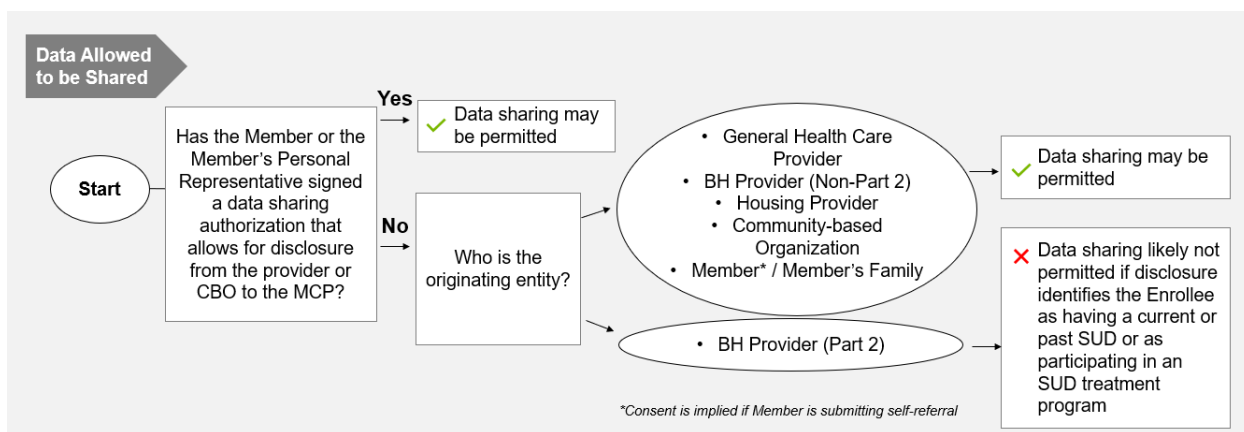 Data Allowed
to be Shared
Start
Has the Member or the
Member's Personal
Representative signed
a data sharing
authorization that
allows for disclosure
from the provider or
CBO to the MCP?
Yes
✓ Data sharing may
be permitted
No
Who is the
originating entity?
• General Health Care
Provider
• BH Provider (Non-Part 2)
• Housing Provider
• Community-based
Organization
• Member* / Member's Family
✓ Data sharing may be
permitted
• BH Provider (Part 2)
✕ Data sharing likely not
permitted if disclosure
identifies the Enrollee
as having a current or
past SUD or as
participating in an
SUD treatment
program
*Consent is implied if Member is submitting self-referral